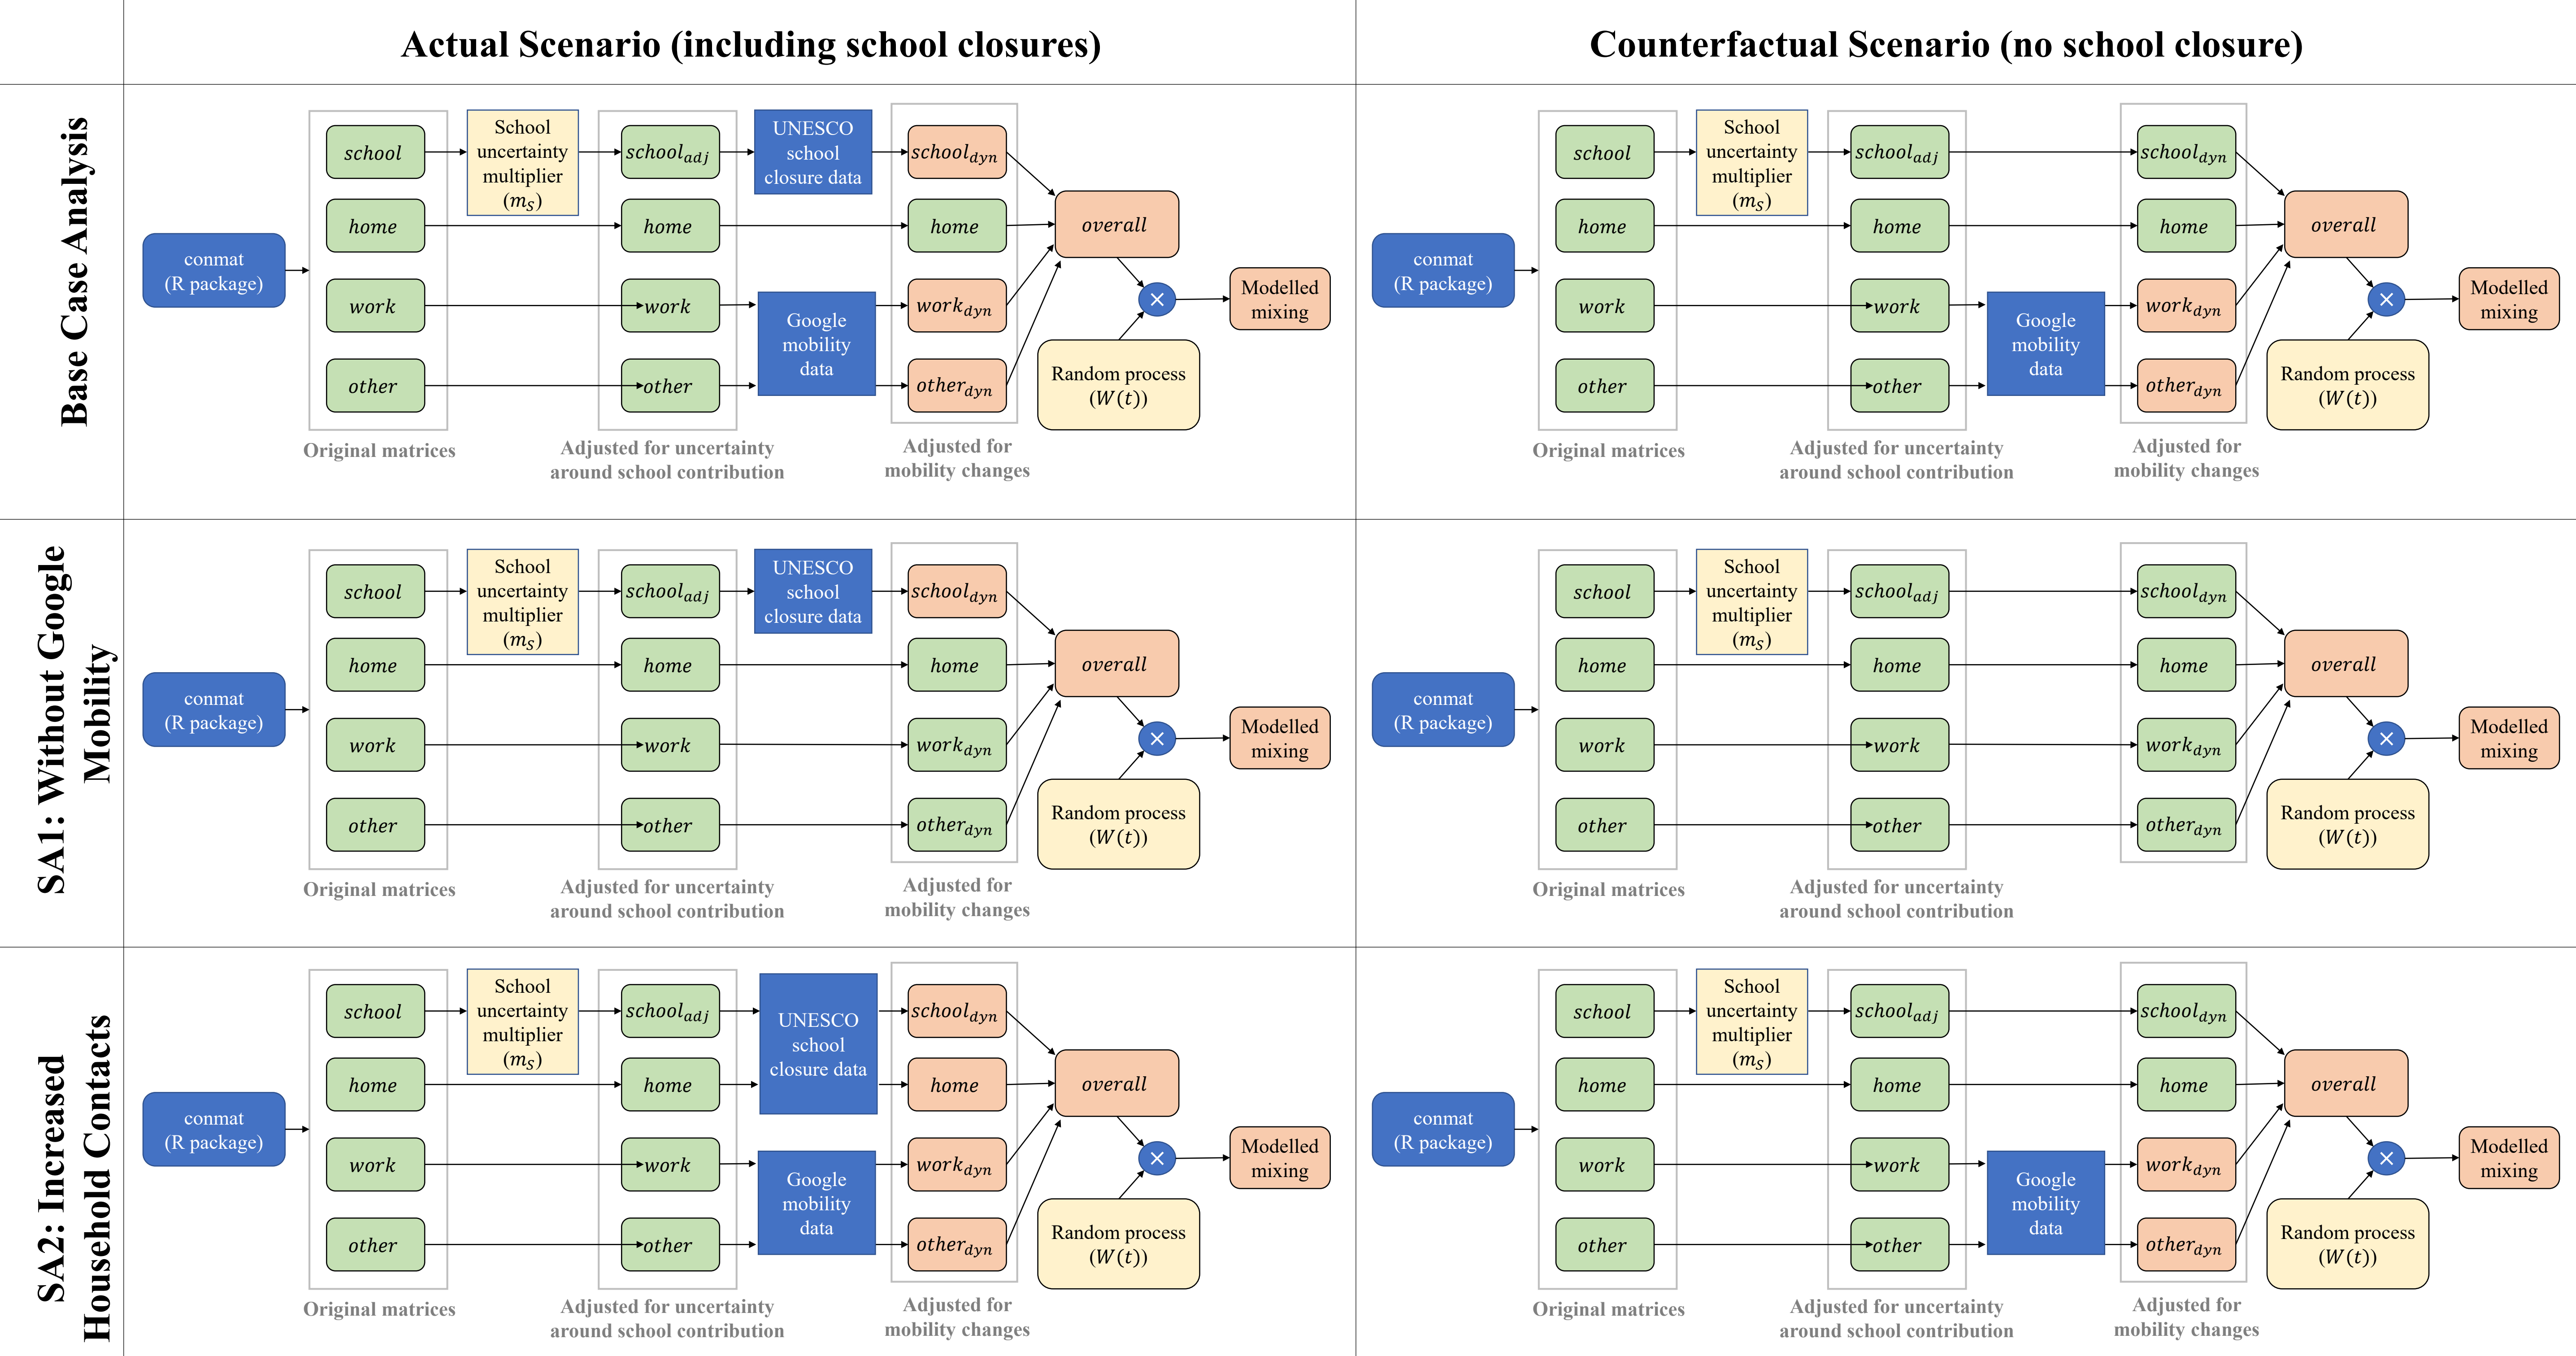 Actual Scenario (including school closures)
Counterfactual Scenario (no school closure)
Base Case Analysis
conmat
(R package)
school
home
work
other
Original matrices
School
uncertainty
multiplier
(m_S)
school_adj
home
work
other
Adjusted for uncertainty
around school contribution
UNESCO
school
closure data
Google
mobility
data
school_dyn
home
work_dyn
other_dyn
Adjusted for
mobility changes
overall
×
Random process
(W(t))
Modelled
mixing
conmat
(R package)
school
home
work
other
Original matrices
School
uncertainty
multiplier
(m_S)
school_adj
home
work
other
Adjusted for uncertainty
around school contribution
Google
mobility
data
school_dyn
home
work_dyn
other_dyn
Adjusted for
mobility changes
overall
×
Random process
(W(t))
Modelled
mixing
SA1: Without Google
Mobility
conmat
(R package)
school
home
work
other
Original matrices
School
uncertainty
multiplier
(m_S)
school_adj
home
work
other
Adjusted for uncertainty
around school contribution
UNESCO
school
closure data
school_dyn
home
work_dyn
other_dyn
Adjusted for
mobility changes
overall
×
Random process
(W(t))
Modelled
mixing
conmat
(R package)
school
home
work
other
Original matrices
School
uncertainty
multiplier
(m_S)
school_adj
home
work
other
Adjusted for uncertainty
around school contribution
school_dyn
home
work_dyn
other_dyn
overall
×
Random process
(W(t))
Modelled
mixing
SA2: Increased
Household Contacts
conmat
(R package)
school
home
work
other
Original matrices
School
uncertainty
multiplier
(m_S)
school_adj
home
work
other
Adjusted for uncertainty
around school contribution
UNESCO
school
closure data
Google
mobility
data
school_dyn
home
work_dyn
other_dyn
Adjusted for
mobility changes
overall
×
Random process
(W(t))
Modelled
mixing
conmat
(R package)
school
home
work
other
Original matrices
School
uncertainty
multiplier
(m_S)
school_adj
home
work
other
Adjusted for uncertainty
around school contribution
Google
mobility
data
school_dyn
home
work_dyn
other_dyn
Adjusted for
mobility changes
overall
×
Random process
(W(t))
Modelled
mixing